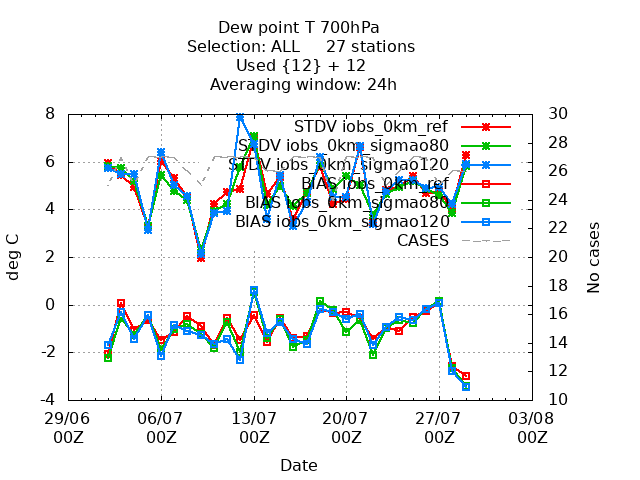 Dew point T 700hPa
Selection: ALL     27 stations
Used {12} + 12
Averaging window: 24h
8
6
4
2
0
-2
-4
deg C
30
28
26
24
22
20
18
16
14
12
10
No cases
STDV iobs_0km_ref
STDV iobs_0km_sigmao80
STDV iobs_0km_sigmao120
BIAS iobs_0km_ref
BIAS iobs_0km_sigmao80
BIAS iobs_0km_sigmao120
CASES
29/06 06/07 13/07 20/07 27/07 03/08
00Z 00Z 00Z 00Z 00Z 00Z
Date